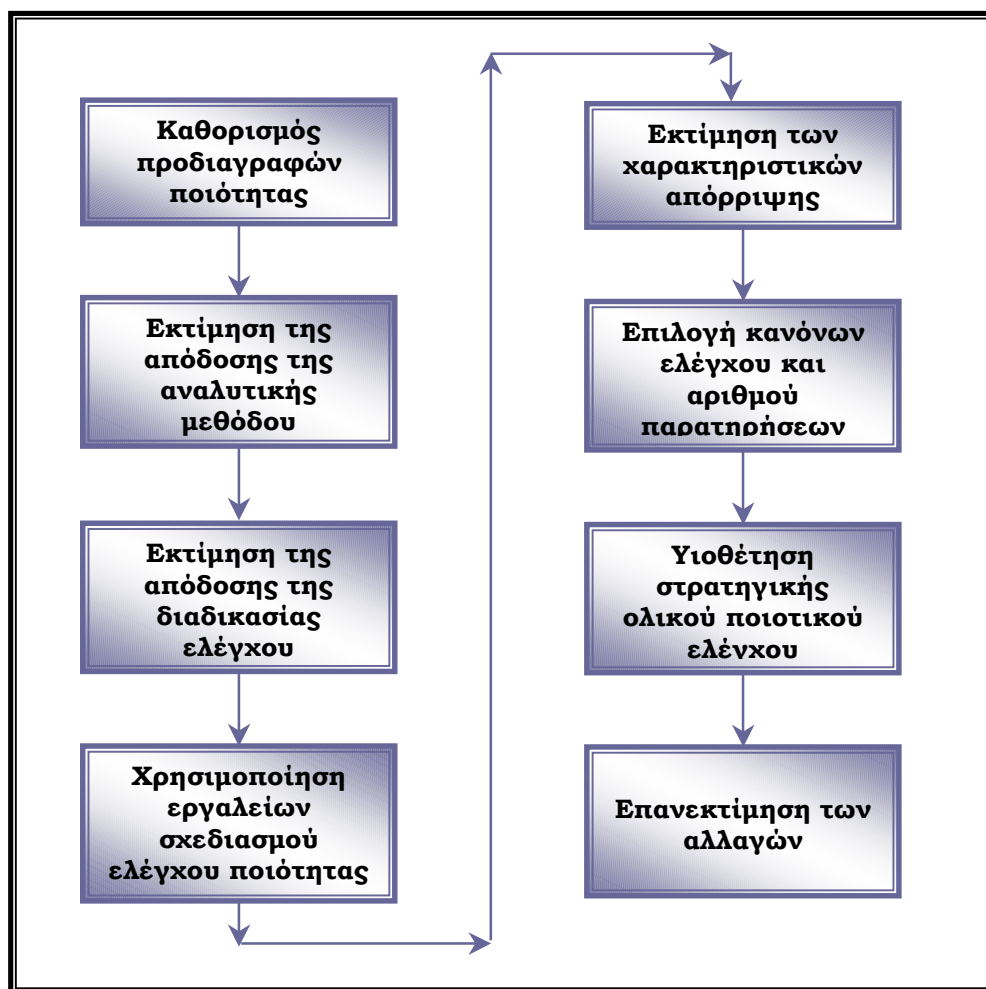 Καθορισμός
προδιαγραφών
ποιότητας
Εκτίμηση της
απόδοσης της
αναλυτικής
μεθόδου
Εκτίμηση της
απόδοσης της
διαδικασίας
ελέγχου
Χρησιμοποίηση
εργαλείων
σχεδιασμού
ελέγχου ποιότητας
Εκτίμηση των
χαρακτηριστικών
απόρριψης
Επιλογή κανόνων
ελέγχου και
αριθμού
παρατηρήσεων
Υιοθέτηση
στρατηγικής
ολικού ποιοτικού
ελέγχου
Επανεκτίμηση των
αλλαγών